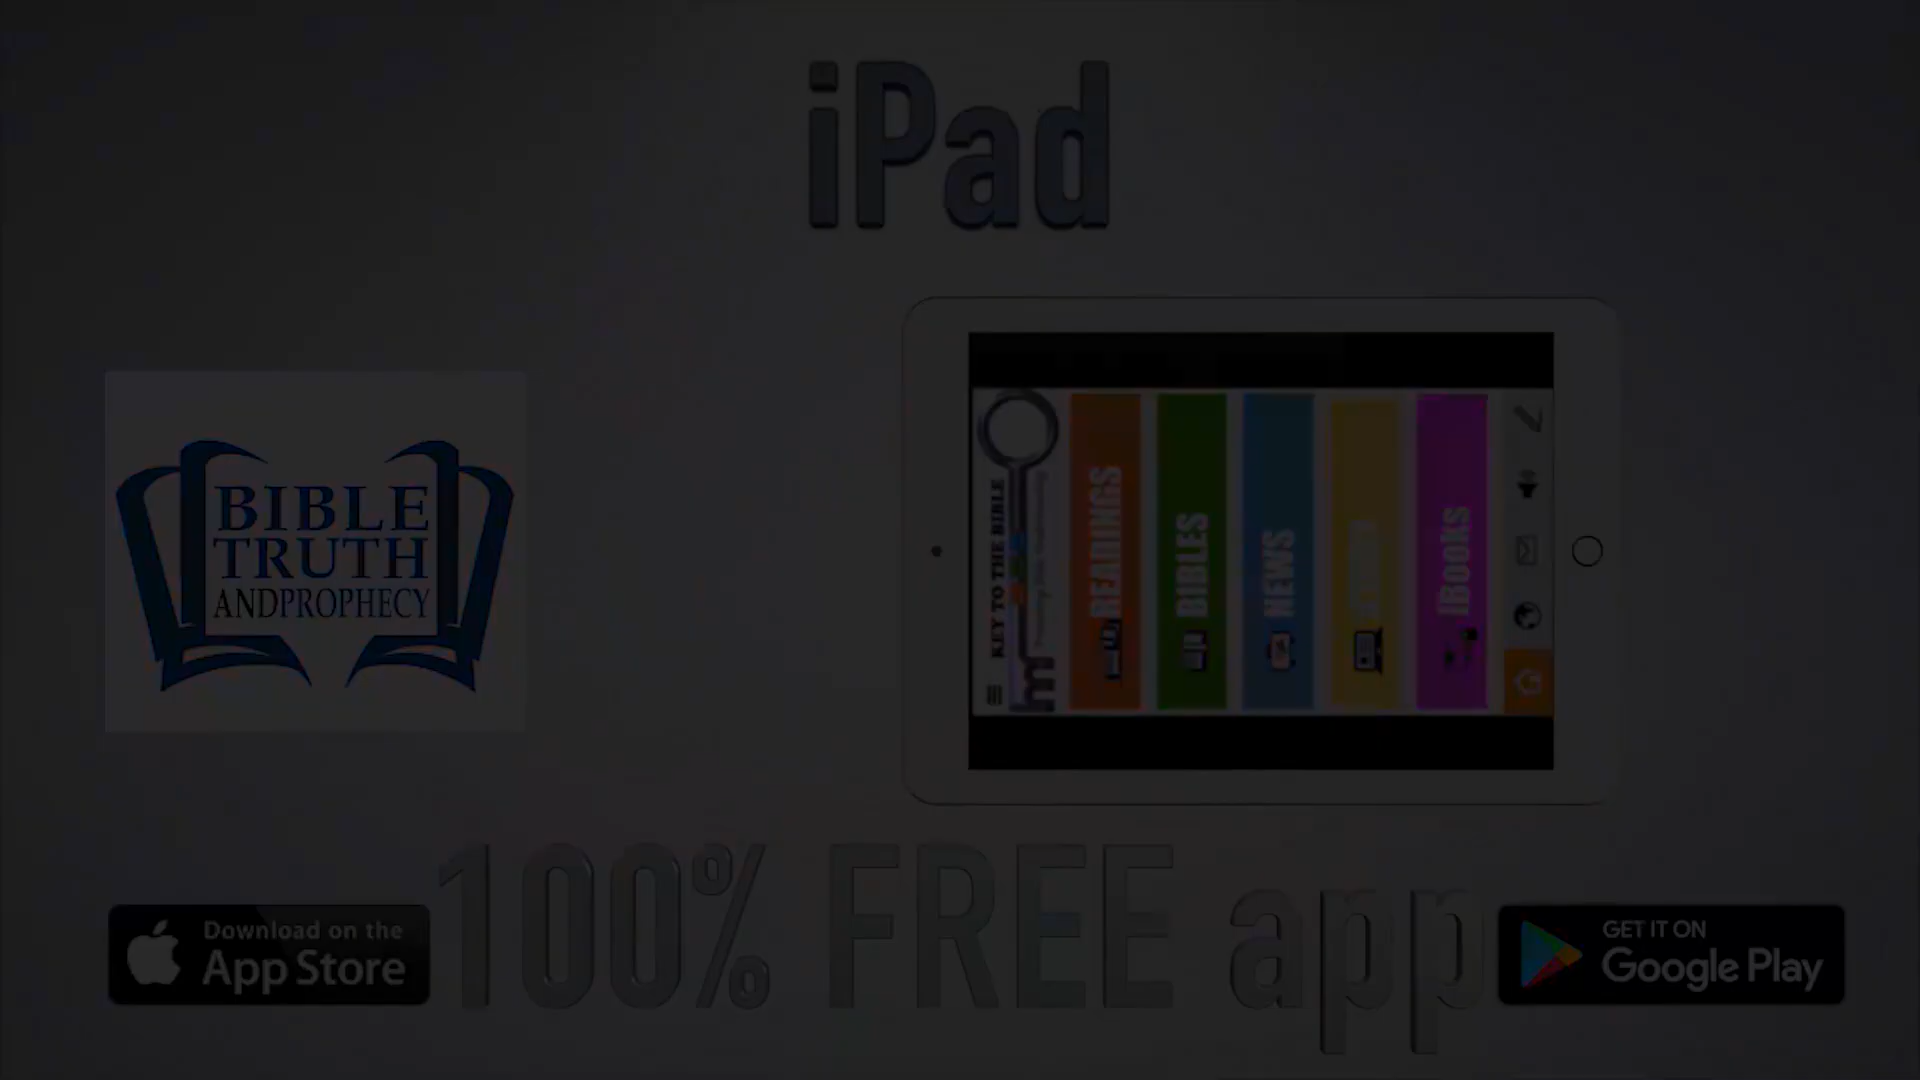 iPad
BIBLE
TRUTH
ANDPROPHECY
KEY TO THE BIBLE
READINGS
BIBLES
NEWS
iBOOKS
100% FREE app
Download on the
App Store
GET IT ON
Google Play